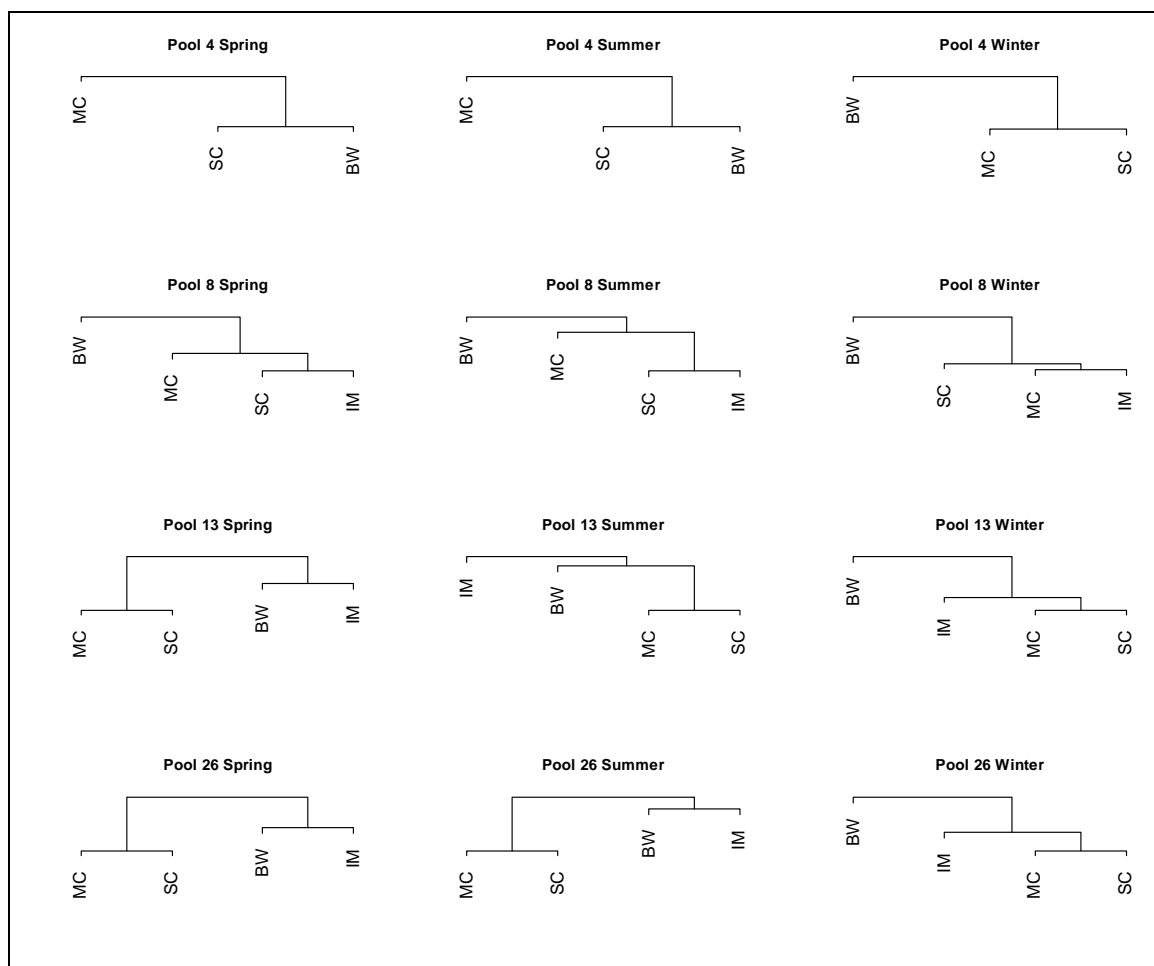 Pool 4 Spring
Pool 4 Summer
Pool 4 Winter
MC
SC
BW
MC
SC
BW
BW
MC
SC
Pool 8 Spring
Pool 8 Summer
Pool 8 Winter
BW
MC
SC
IM
BW
MC
SC
IM
BW
SC
MC
IM
Pool 13 Spring
Pool 13 Summer
Pool 13 Winter
MC
SC
BW
IM
IM
BW
MC
SC
BW
IM
MC
SC
Pool 26 Spring
Pool 26 Summer
Pool 26 Winter
MC
SC
BW
IM
MC
SC
BW
IM
BW
IM
MC
SC